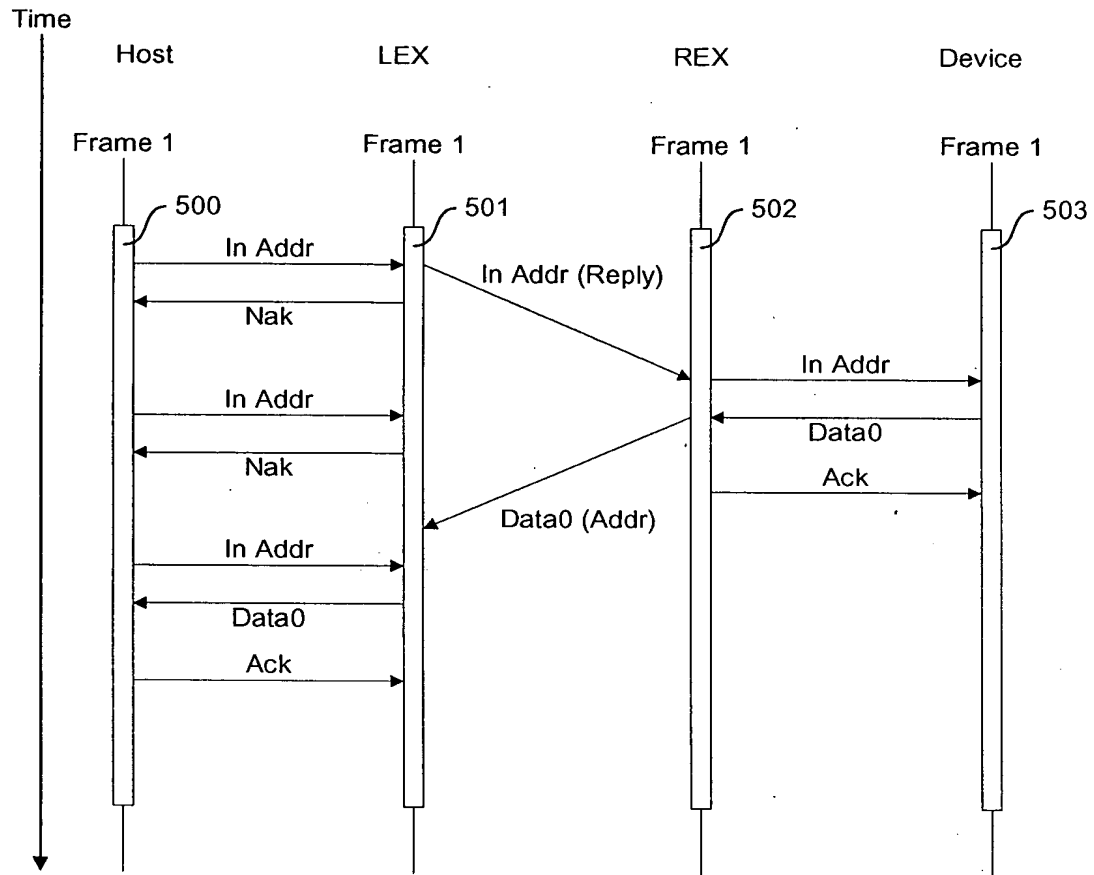 Time
Host LEX REX Device
Frame 1 Frame 1 Frame 1 Frame 1
500 501 502 503
In Addr
In Addr (Reply)
Nak
In Addr
In Addr
Data0
Nak
Ack
Data0 (Addr)
In Addr
Data0
Ack